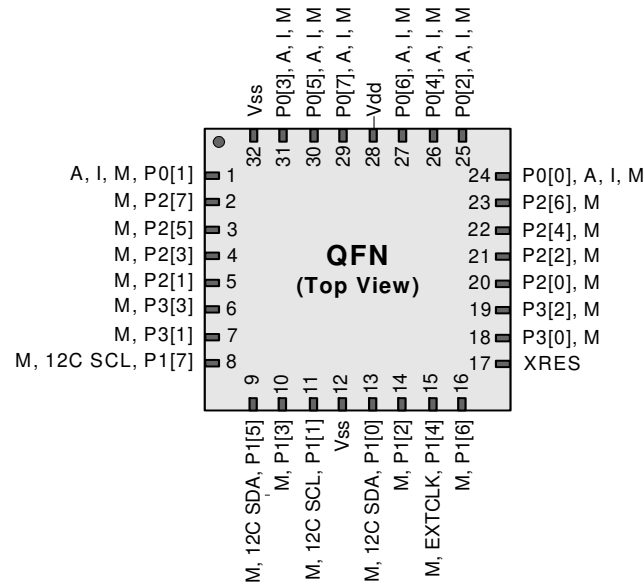 Vss
P0[3], A, I, M
P0[5], A, I, M
P0[7], A, I, M
Vdd
P0[6], A, I, M
P0[4], A, I, M
P0[2], A, I, M
32
31
30
29
28
27
26
25
A, I, M, P0[1]
1
M, P2[7]
2
M, P2[5]
3
M, P2[3]
4
M, P2[1]
5
M, P3[3]
6
M, P3[1]
7
M, 12C SCL, P1[7]
8
QFN
(Top View)
24
P0[0], A, I, M
23
P2[6], M
22
P2[4], M
21
P2[2], M
20
P2[0], M
19
P3[2], M
18
P3[0], M
17
XRES
9
10
11
12
13
14
15
16
M, 12C SDA, P1[5]
M, P1[3]
M, 12C SCL, P1[1]
Vss
M, 12C SDA, P1[0]
M, P1[2]
M, EXTCLK, P1[4]
M, P1[6]